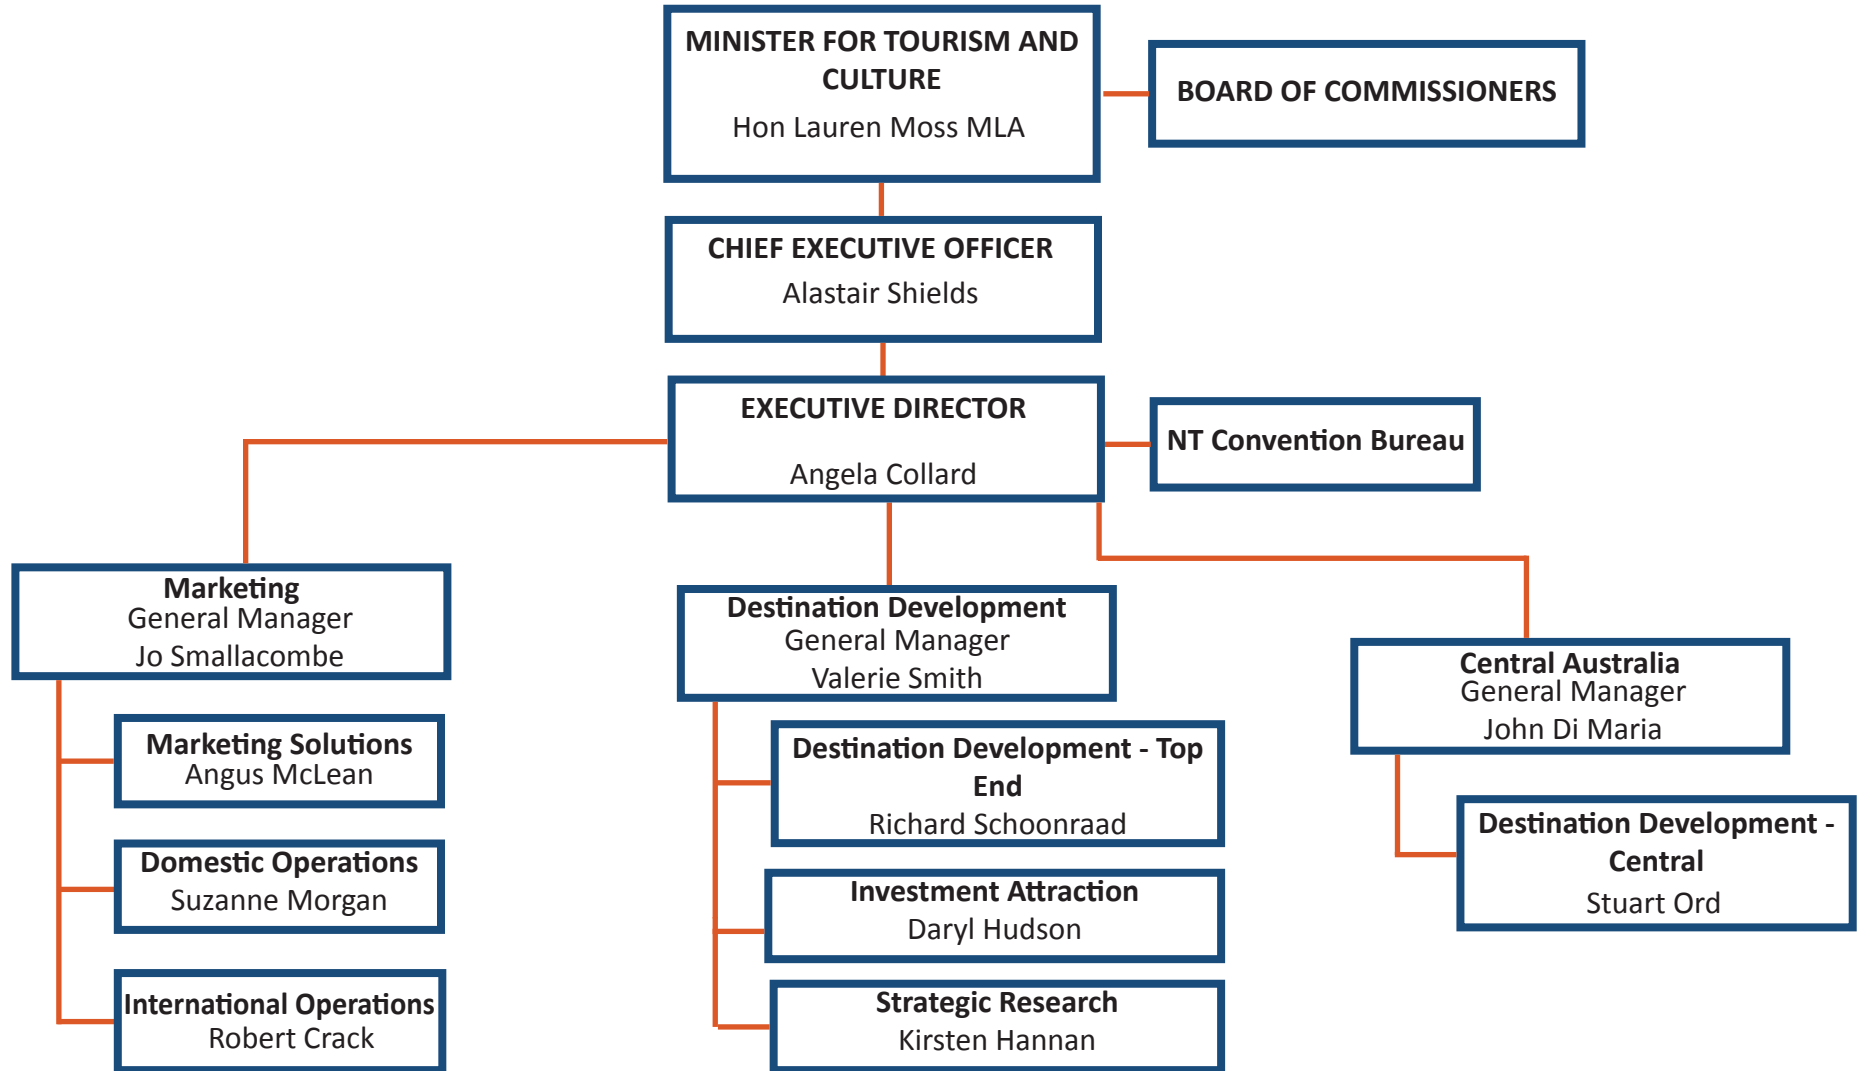 MINISTER FOR TOURISM AND
CULTURE
Hon Lauren Moss MLA
BOARD OF COMMISSIONERS
CHIEF EXECUTIVE OFFICER
Alastair Shields
EXECUTIVE DIRECTOR
Angela Collard
NT Convention Bureau
Marketing
General Manager
Jo Smallacombe
Marketing Solutions
Angus McLean
Domestic Operations
Suzanne Morgan
International Operations
Robert Crack
Destination Development
General Manager
Valerie Smith
Destination Development - Top
End
Richard Schoonraad
Investment Attraction
Daryl Hudson
Strategic Research
Kirsten Hannan
Central Australia
General Manager
John Di Maria
Destination Development -
Central
Stuart Ord